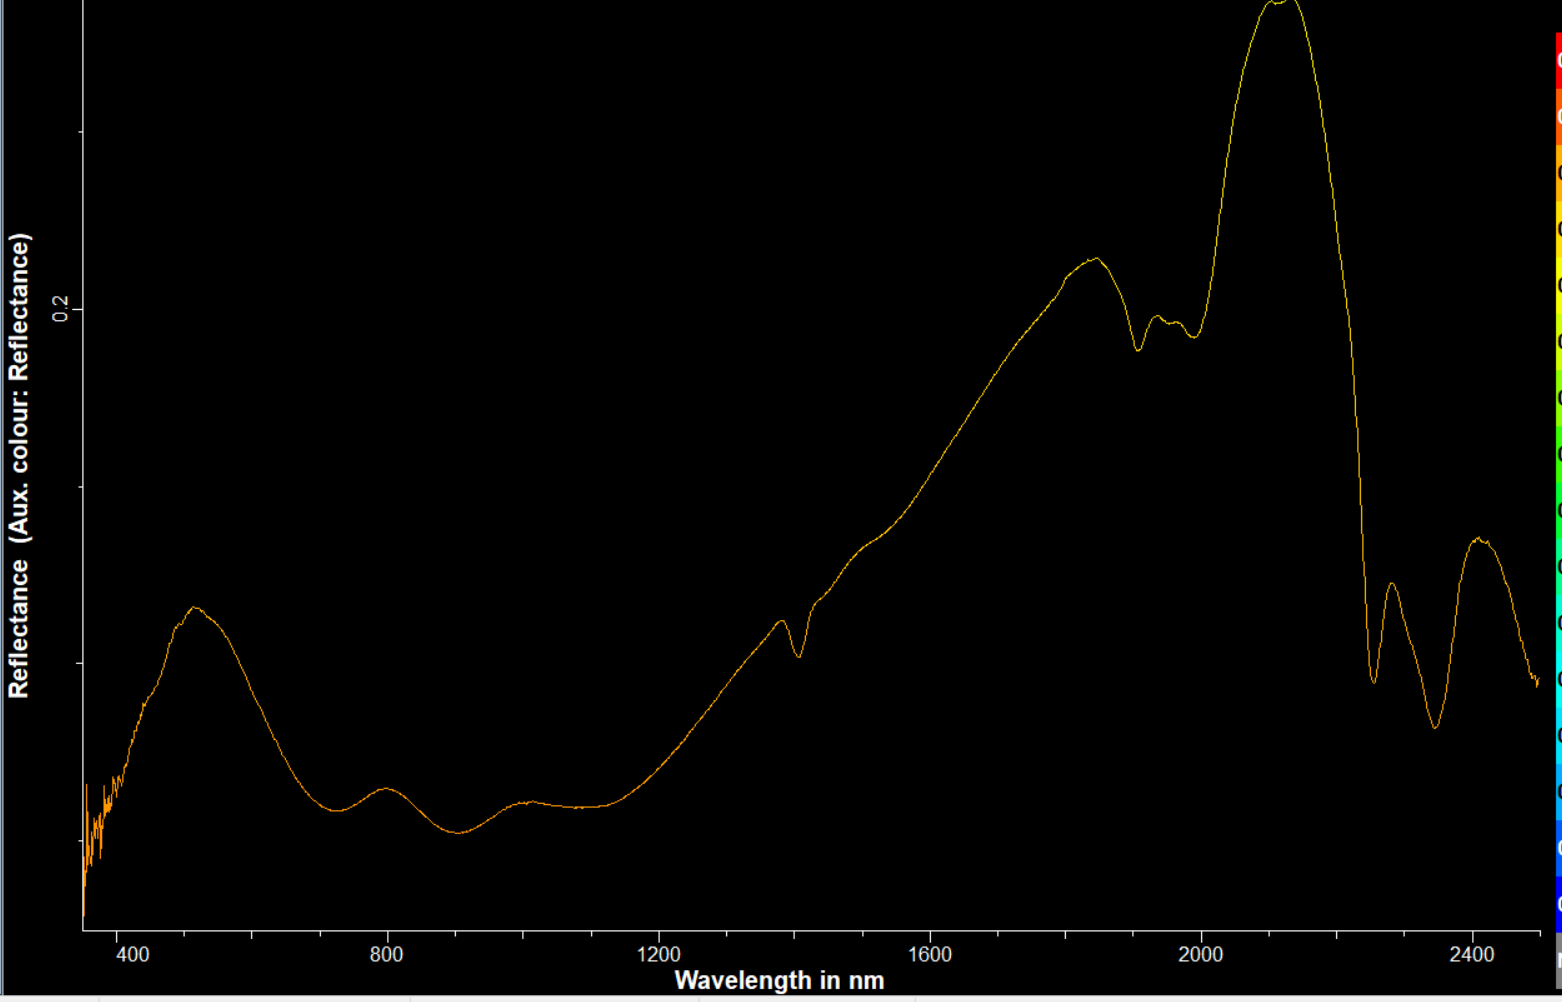 Reflectance (Aux. colour: Reflectance)
0.2
400 800 1200 1600 2000 2400
Wavelength in nm